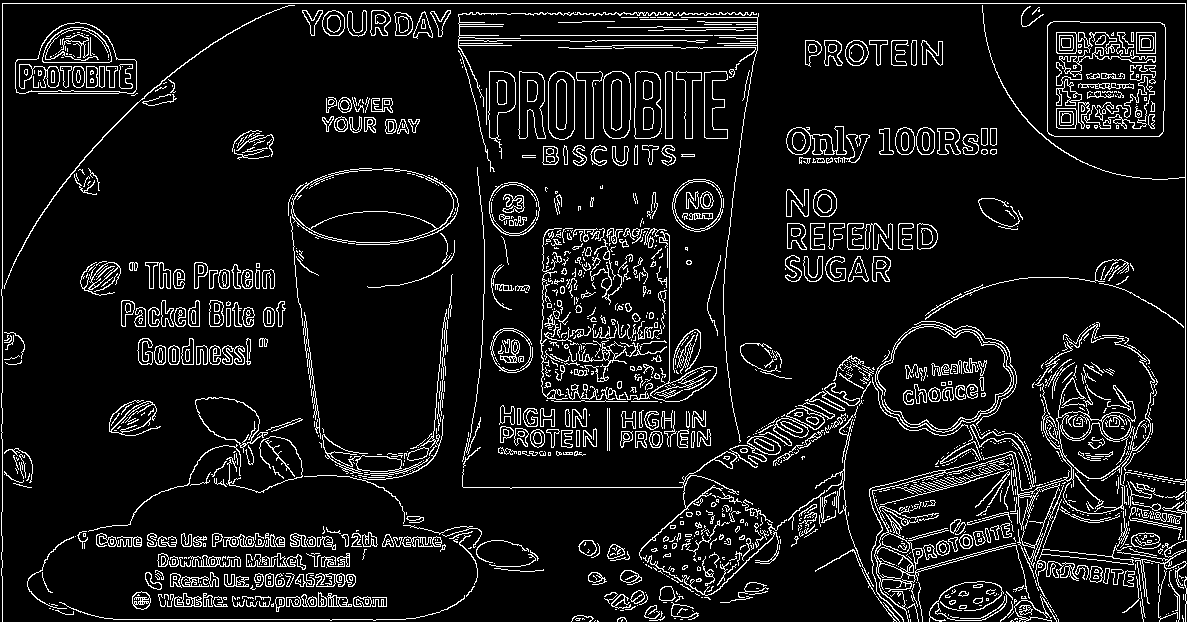 PROTOBITE
YOUR DAY
POWER
YOUR DAY
" The Protein
Packed Bite of
Goodness! "
PROTOBITE
BISCUITS
23
NO
NO
HIGH IN
PROTEIN
HIGH IN
PROTEIN
PROTEIN
Only 100Rs!!
NO
REFEINED
SUGAR
PROTOBITE
My healthy
choiice!
PROTOBITE
PROTOBITE
Come See Us: Protobite Store, 12th Avenue,
Downtown Market, Trasi
Reach Us: 9867452399
Website: www.protobite.com